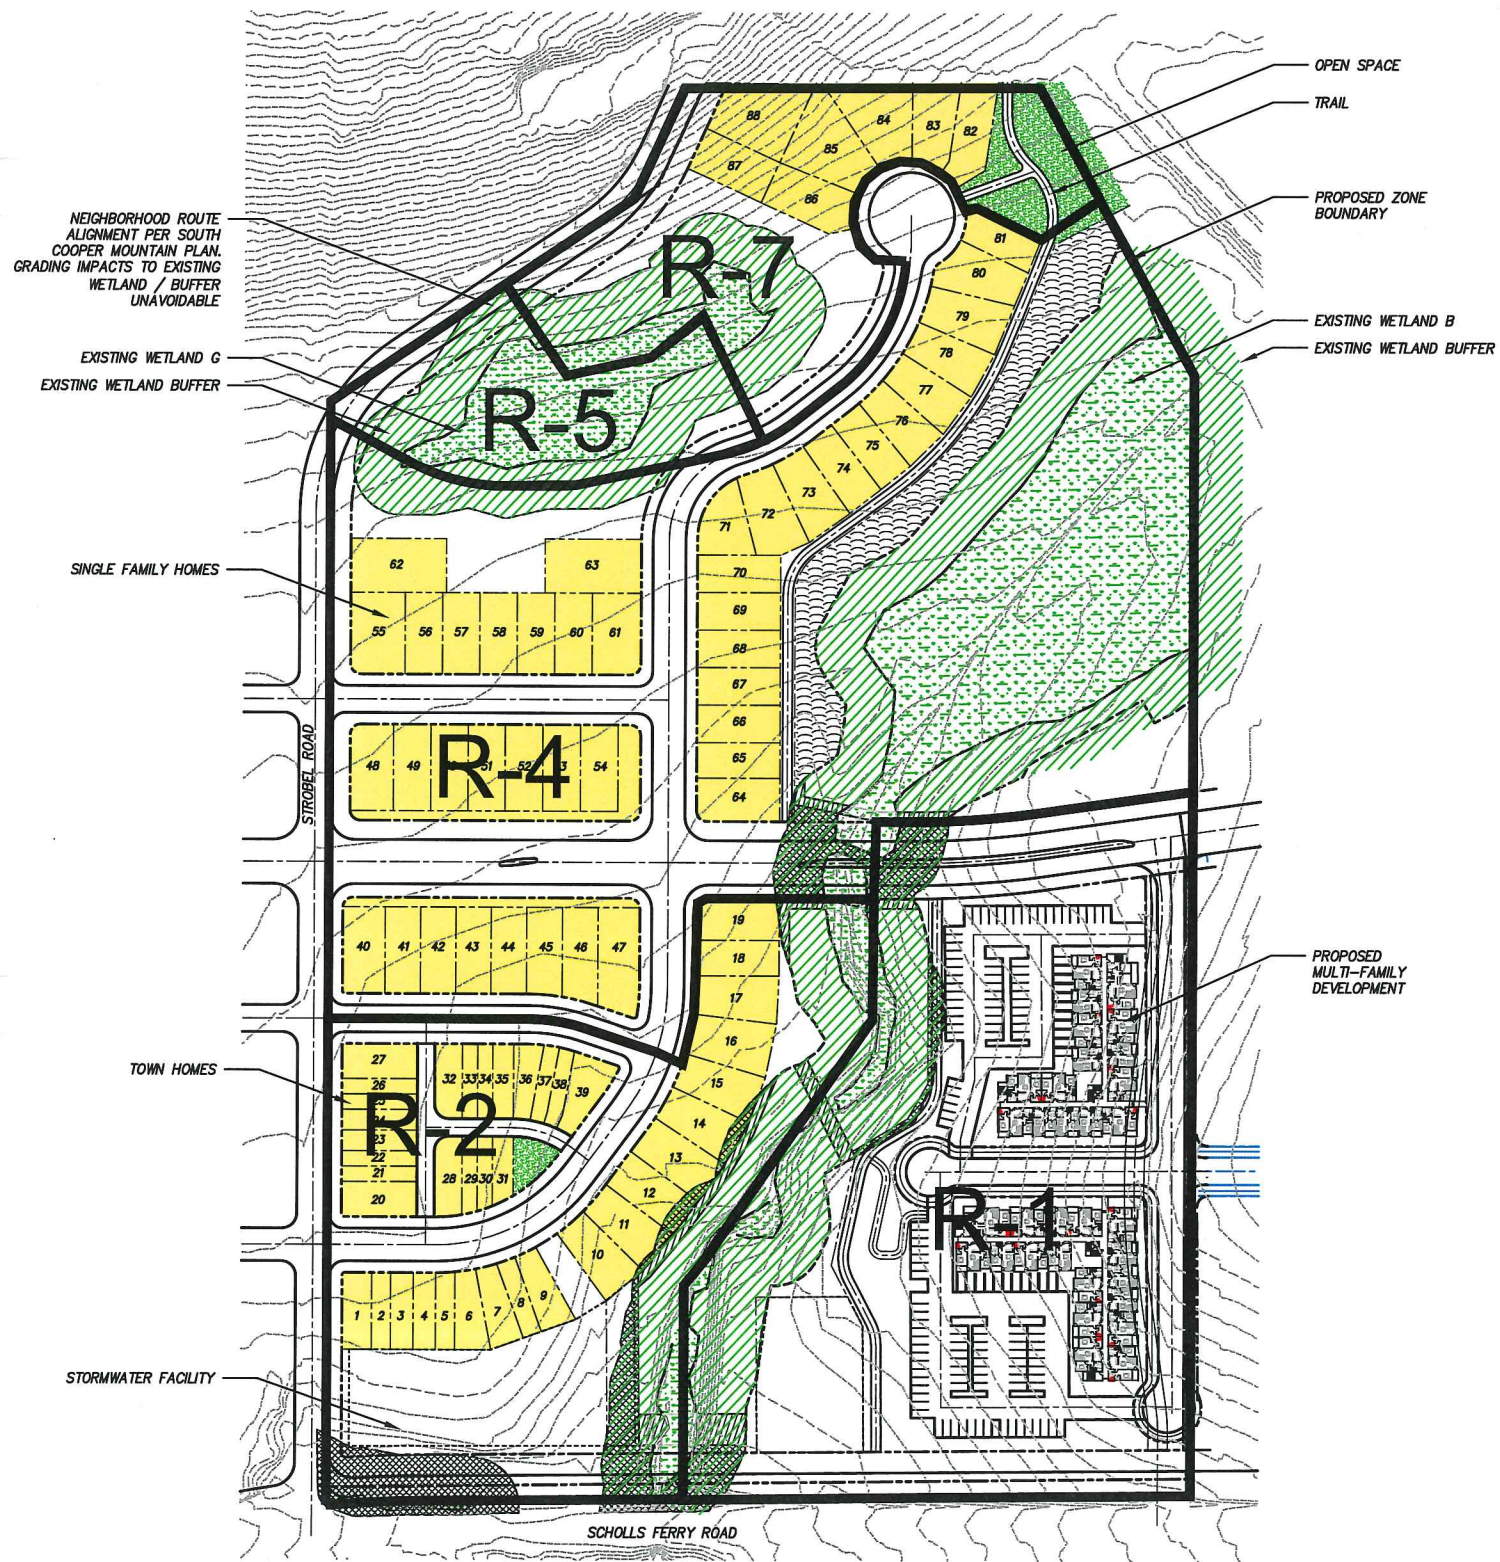 OPEN SPACE
TRAIL
PROPOSED ZONE
BOUNDARY
NEIGHBORHOOD ROUTE
ALIGNMENT PER SOUTH
COOPER MOUNTAIN PLAN.
GRADING IMPACTS TO EXISTING
WETLAND / BUFFER
UNAVOIDABLE
EXISTING WETLAND B
EXISTING WETLAND BUFFER
EXISTING WETLAND G
EXISTING WETLAND BUFFER
SINGLE FAMILY HOMES
STROBEL ROAD
PROPOSED
MULTI-FAMILY
DEVELOPMENT
TOWN HOMES
STORMWATER FACILITY
SCHOLLS FERRY ROAD
R-7
R-5
R-4
R-2
R-1
88
84
83
82
85
87
86
81
80
79
78
77
76
75
74
73
72
71
70
69
68
67
66
65
64
62
63
55 56 57 58 59 60 61
48 49 51 52 54
40 41 42 43 44 45 46 47
19
18
17
16
15
14
13
12
11
10
27
26
23
22
21
20
32 33 34 35 36 37 38 39
28 29 30 31
1 2 3 4 5 6 7 8 9